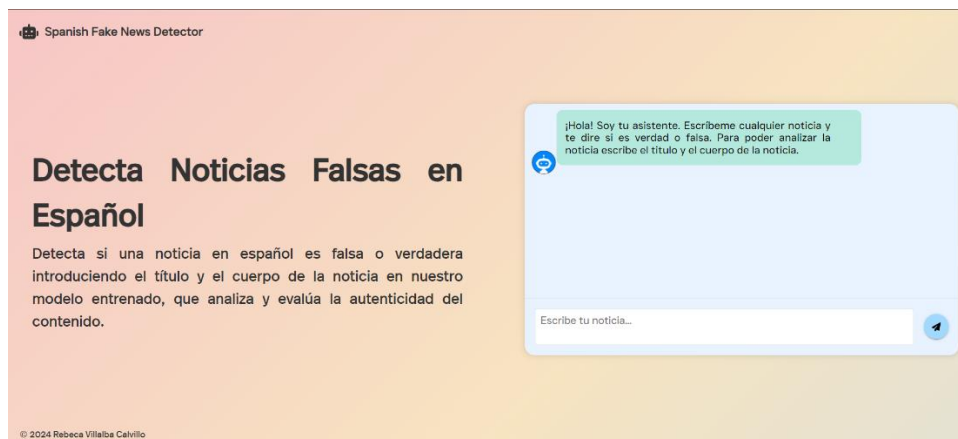 Spanish Fake News Detector
Detecta Noticias Falsas en
Español
Detecta si una noticia en español es falsa o verdadera
introduciendo el título y el cuerpo de la noticia en nuestro
modelo entrenado, que analiza y evalúa la autenticidad del
contenido.
¡Hola! Soy tu asistente. Escríbeme cualquier noticia y
te dire si es verdad o falsa. Para poder analizar la
noticia escribe el título y el cuerpo de la noticia.
Escribe tu noticia...
© 2024 Rebeca Villalba Calvillo